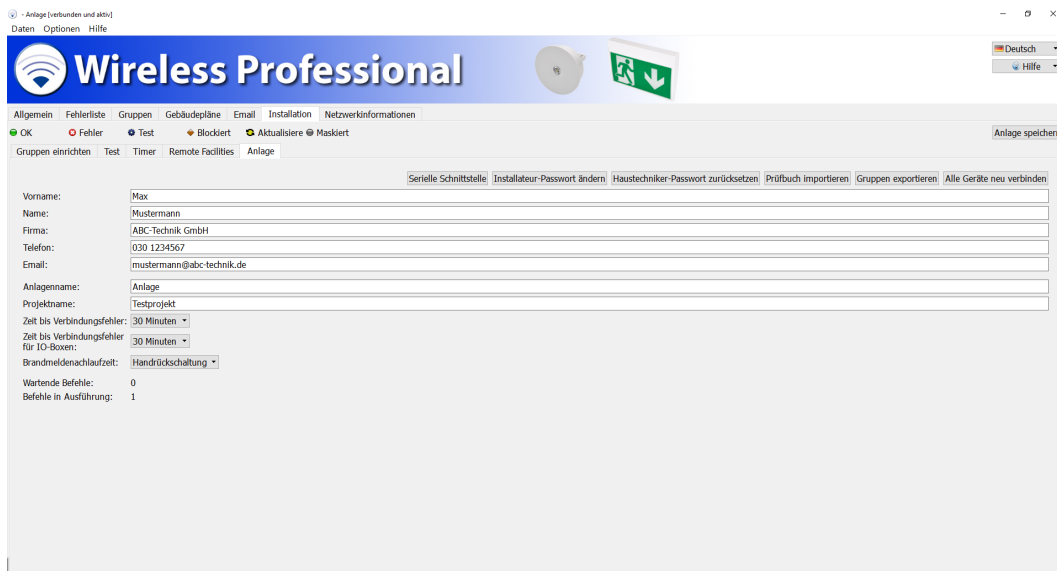 - Anlage [verbunden und aktiv]
Daten Optionen Hilfe
Wireless Professional
Deutsch
Hilfe
Allgemein Fehlerliste Gruppen Gebäudepläne Email Installation Netzwerkinformationen
OK Fehler Test Blockiert Aktualisiere Maskiert Anlage speichern
Gruppen einrichten Test Timer Remote Facilities Anlage
Serielle Schnittstelle Installateur-Passwort ändern Haustechniker-Passwort zurücksetzen Prüfbuch importieren Gruppen exportieren Alle Geräte neu verbinden
Vorname: Max
Name: Mustermann
Firma: ABC-Technik GmbH
Telefon: 030 1234567
Email: mustermann@abc-technik.de
Anlagenname: Anlage
Projektname: Testprojekt
Zeit bis Verbindungsfehler: 30 Minuten
Zeit bis Verbindungsfehler
für IO-Boxen: 30 Minuten
Brandmeldenachlaufzeit: Handrückschaltung
Wartende Befehle: 0
Befehle in Ausführung: 1